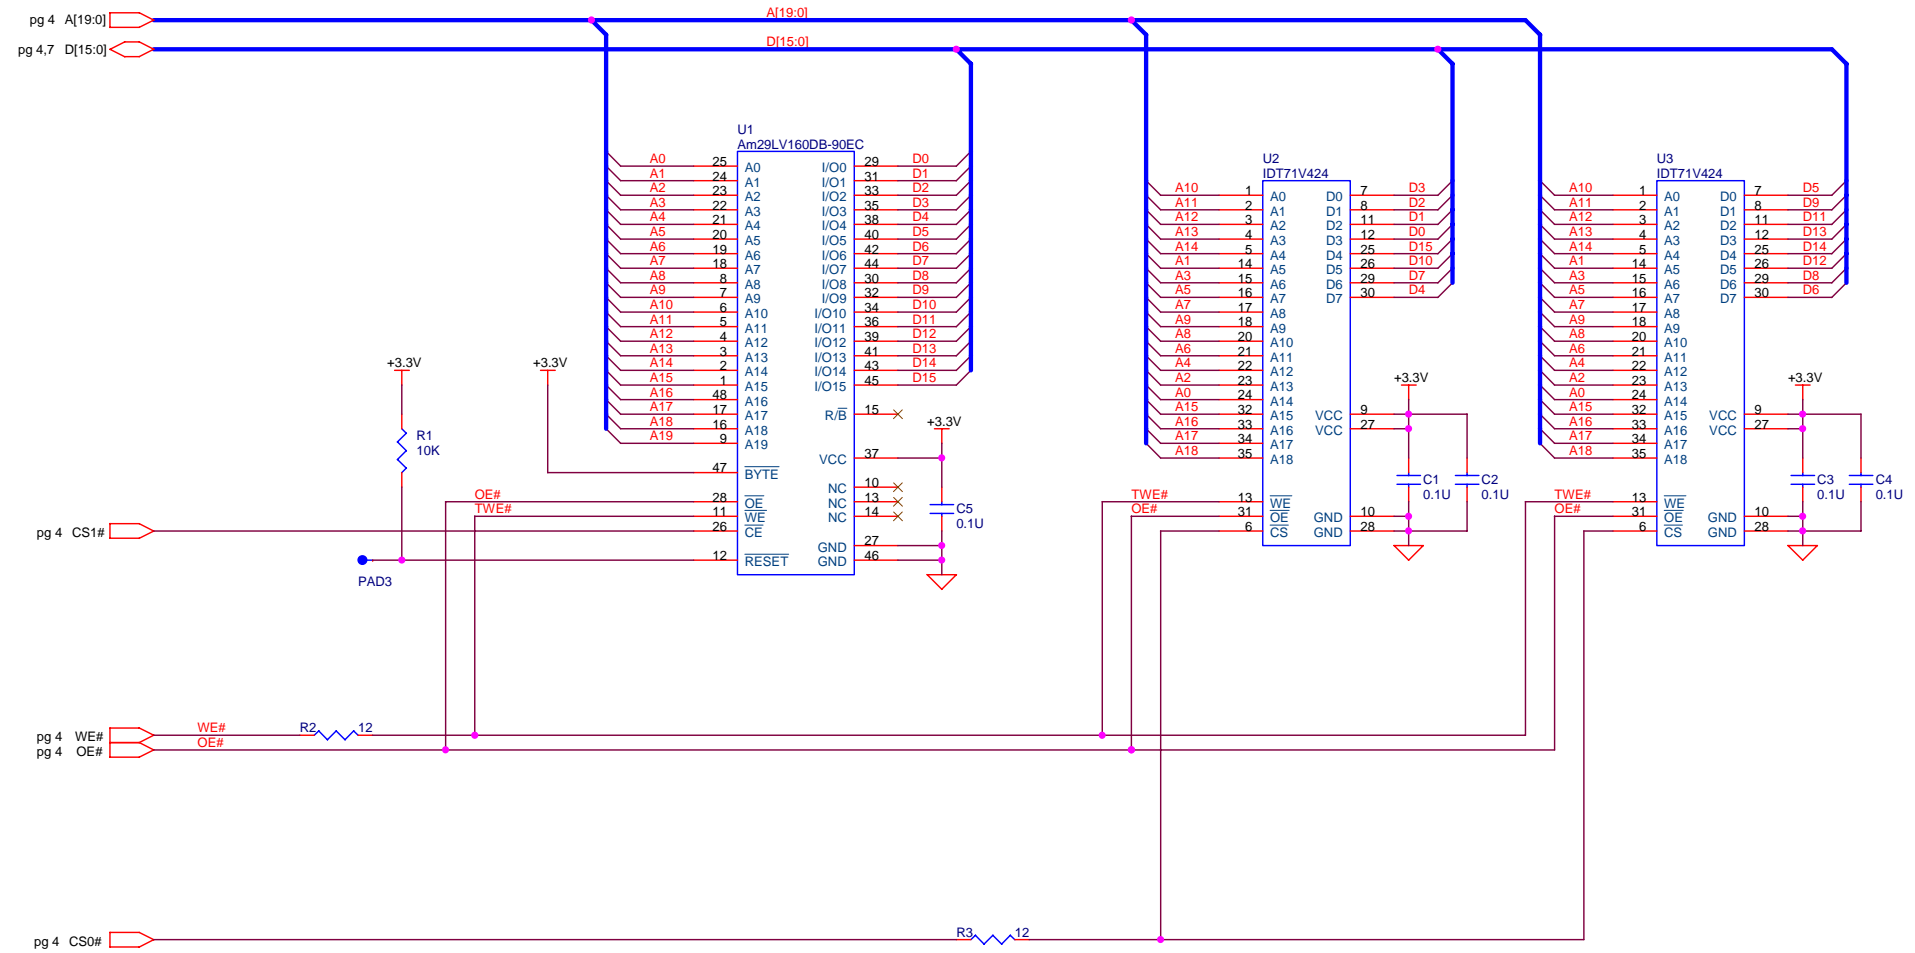 pg 4 A[19:0] A[19:0]
pg 4,7 D[15:0] D[15:0]
U1
Am29LV160DB-90EC
A0 25 A0 I/O0 29 D0
A1 24 A1 I/O1 31 D1
A2 23 A2 I/O2 33 D2
A3 22 A3 I/O3 35 D3
A4 21 A4 I/O4 38 D4
A5 20 A5 I/O5 40 D5
A6 19 A6 I/O6 42 D6
A7 18 A7 I/O7 44 D7
A8 8 A8 I/O8 30 D8
A9 7 A9 I/O9 32 D9
A10 6 A10 I/O10 34 D10
A11 5 A11 I/O11 36 D11
A12 4 A12 I/O12 39 D12
A13 3 A13 I/O13 41 D13
A14 2 A14 I/O14 43 D14
A15 1 A15 I/O15 45 D15
A16 48 A16
A17 17 A17 R/B 15
A18 16 A18
A19 9 A19
VCC 37
47 BYTE
NC 10
OE# 28 OE NC 13
TWE# 11 WE NC 14
pg 4 CS1# 26 CE
GND 27
12 RESET GND 46
+3.3V
R1
10K
PAD3
+3.3V
+3.3V
C5
0.1U
U2
IDT71V424
A10 1 A0 D0 7 D3
A11 2 A1 D1 8 D2
A12 3 A2 D2 11 D1
A13 4 A3 D3 12 D0
A14 5 A4 D4 25 D15
A1 14 A5 D5 26 D10
A3 15 A6 D6 29 D7
A5 16 A7 D7 30 D4
A7 17 A8
A9 18 A9
A8 20 A10
A6 21 A11
A4 22 A12
A2 23 A13
A0 24 A14
A15 32 A15 VCC 9
A16 33 A16 VCC 27
A17 34 A17
A18 35 A18
TWE# 13 WE
OE# 31 OE GND 10
6 CS GND 28
+3.3V
C1 C2
0.1U 0.1U
U3
IDT71V424
A10 1 A0 D0 7 D5
A11 2 A1 D1 8 D9
A12 3 A2 D2 11 D11
A13 4 A3 D3 12 D13
A14 5 A4 D4 25 D14
A1 14 A5 D5 26 D12
A3 15 A6 D6 29 D8
A5 16 A7 D7 30 D6
A7 17 A8
A9 18 A9
A8 20 A10
A6 21 A11
A4 22 A12
A2 23 A13
A0 24 A14
A15 32 A15 VCC 9
A16 33 A16 VCC 27
A17 34 A17
A18 35 A18
TWE# 13 WE
OE# 31 OE GND 10
6 CS GND 28
+3.3V
C3 C4
0.1U 0.1U
pg 4 WE# WE# R2 12
pg 4 OE# OE#
pg 4 CS0# R3 12